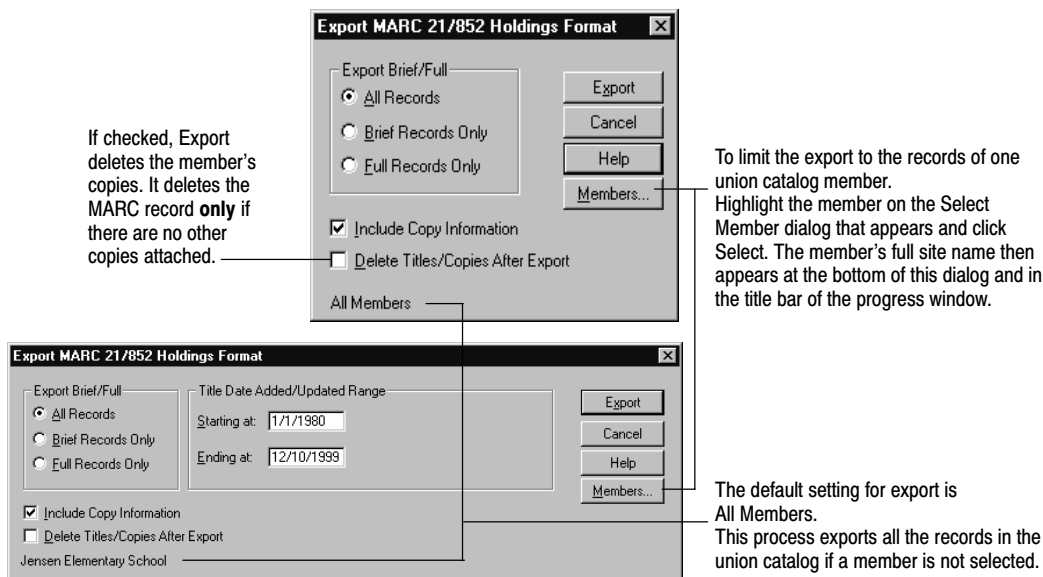 Export MARC 21/852 Holdings Format
Export Brief/Full
All Records
Brief Records Only
Full Records Only
Export
Cancel
Help
Members...
Include Copy Information
Delete Titles/Copies After Export
All Members
If checked, Export
deletes the member's
copies. It deletes the
MARC record only if
there are no other
copies attached.
To limit the export to the records of one
union catalog member.
Highlight the member on the Select
Member dialog that appears and click
Select. The member's full site name then
appears at the bottom of this dialog and in
the title bar of the progress window.
Export MARC 21/852 Holdings Format
Export Brief/Full
All Records
Brief Records Only
Full Records Only
Title Date Added/Updated Range
Starting at: 1/1/1980
Ending at: 12/10/1999
Export
Cancel
Help
Members...
Include Copy Information
Delete Titles/Copies After Export
Jensen Elementary School
The default setting for export is
All Members.
This process exports all the records in the
union catalog if a member is not selected.